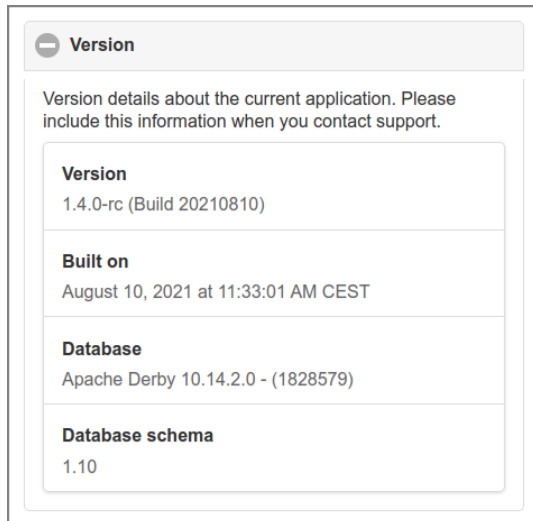 Version
Version details about the current application. Please
include this information when you contact support.
Version
1.4.0-rc (Build 20210810)
Built on
August 10, 2021 at 11:33:01 AM CEST
Database
Apache Derby 10.14.2.0 - (1828579)
Database schema
1.10